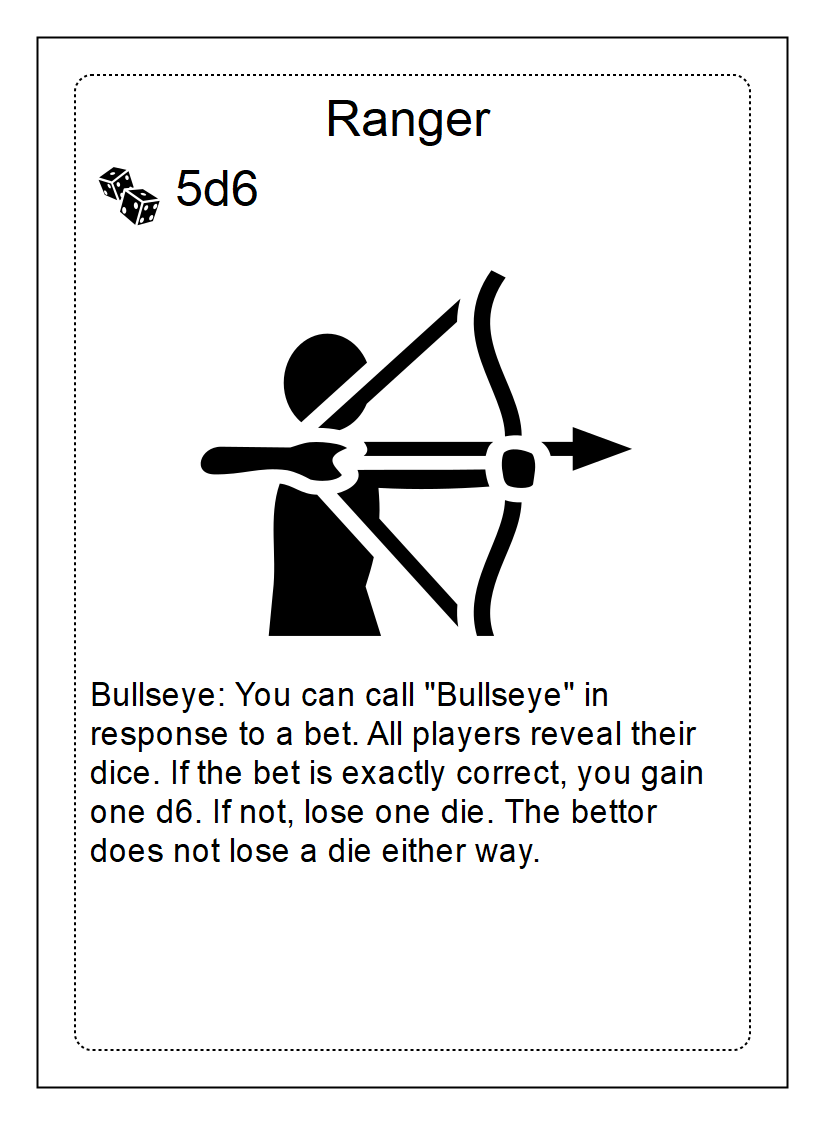 Ranger
5d6
Bullseye: You can call "Bullseye" in
response to a bet. All players reveal their
dice. If the bet is exactly correct, you gain
one d6. If not, lose one die. The bettor
does not lose a die either way.